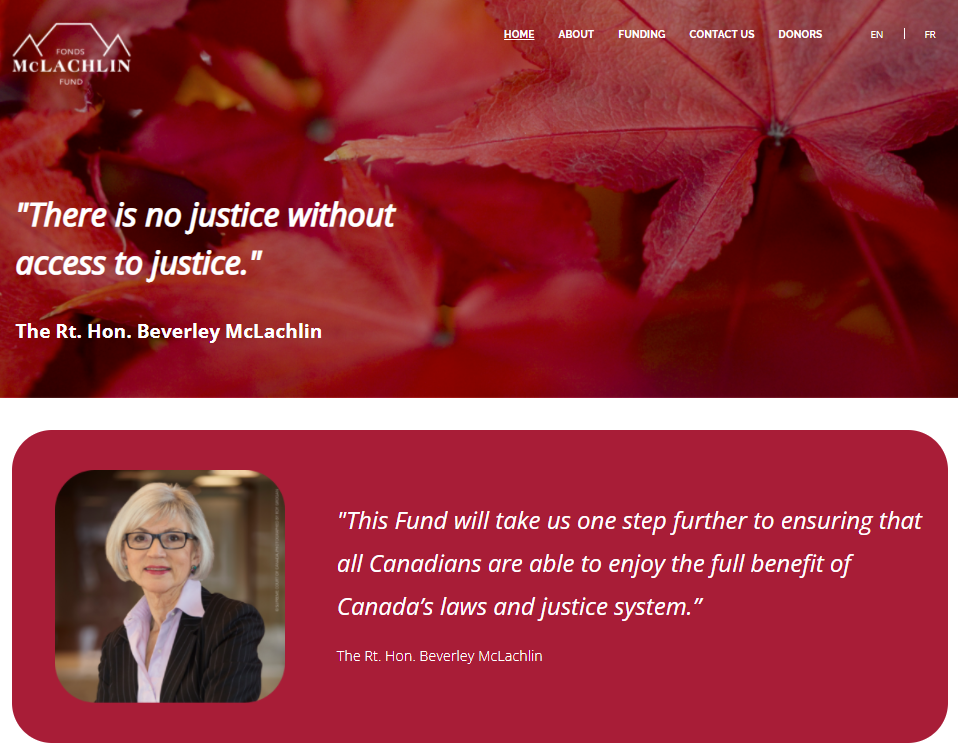 FONDS
McLACHLIN
FUND
HOME ABOUT FUNDING CONTACT US DONORS EN | FR
"There is no justice without
access to justice."
The Rt. Hon. Beverley McLachlin
"This Fund will take us one step further to ensuring that
all Canadians are able to enjoy the full benefit of
Canada’s laws and justice system.”
The Rt. Hon. Beverley McLachlin